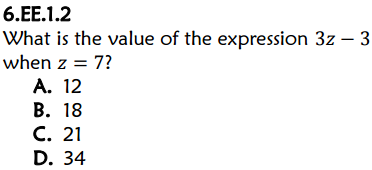 6.EE.1.2
What is the value of the expression 3z – 3
when z = 7?
A. 12
B. 18
C. 21
D. 34